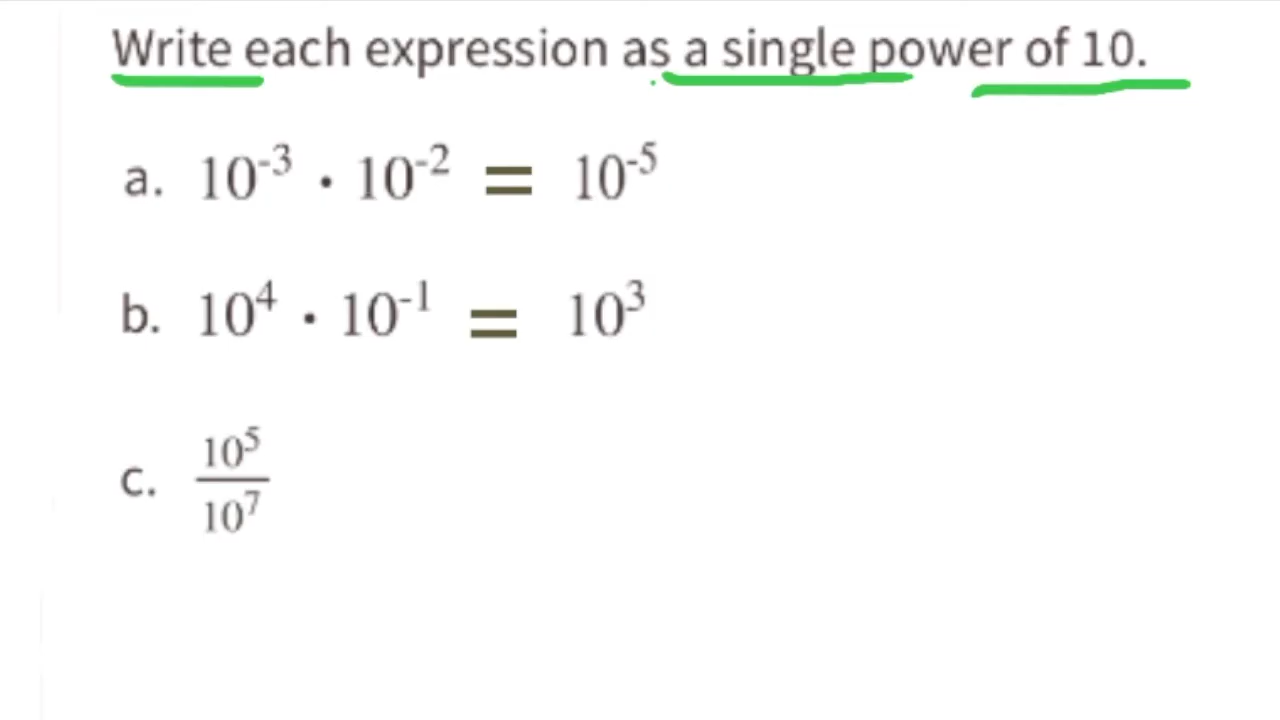 Write each expression as a single power of 10.
a. 10⁻³ · 10⁻² = 10⁻⁵
b. 10⁴ · 10⁻¹ = 10³
c. 10⁵/10⁷